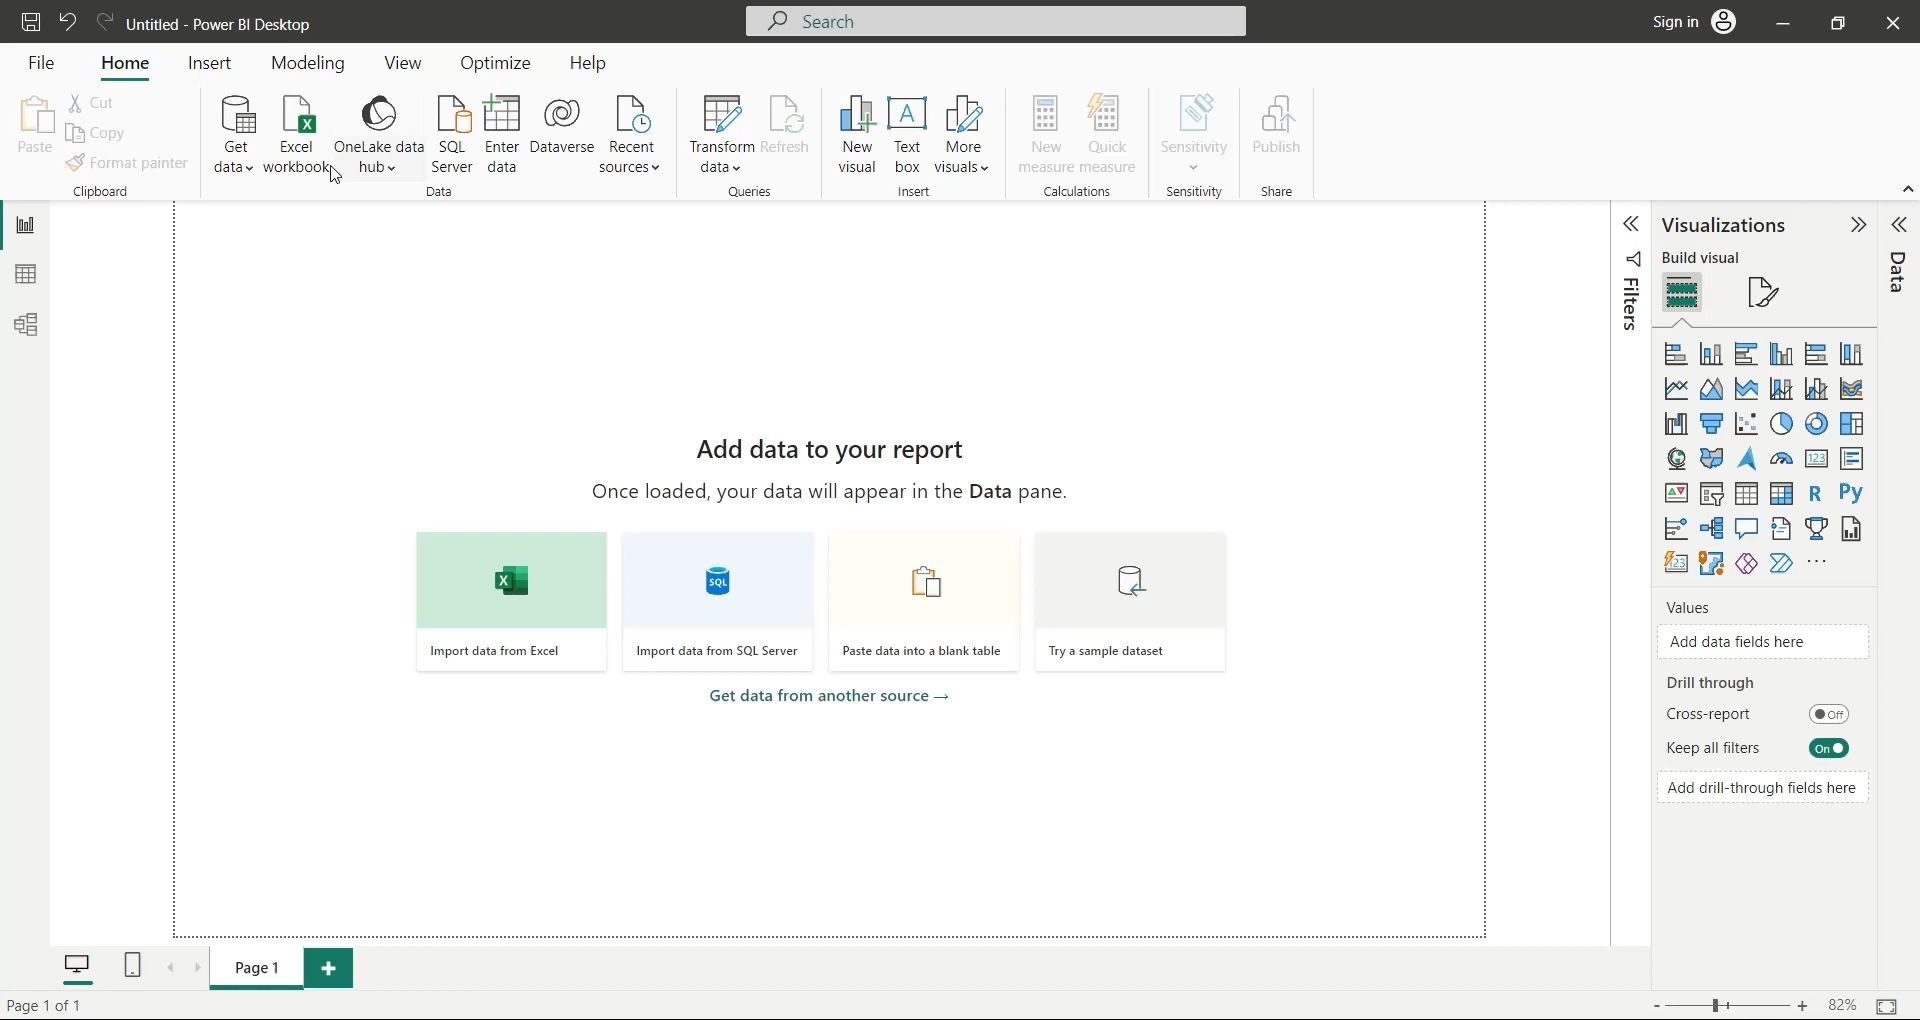 Untitled - Power BI Desktop
Search
Sign in
File Home Insert Modeling View Optimize Help
Paste
Cut
Copy
Format painter
Clipboard
Get data
Excel workbook
OneLake data hub
SQL Server
Enter data
Dataverse
Recent sources
Data
Transform data
Refresh
Queries
New visual
Text box
A
More visuals
Insert
New measure
Quick measure
Calculations
Sensitivity
Sensitivity
Publish
Share
Add data to your report
Once loaded, your data will appear in the Data pane.
SQL
Import data from Excel
Import data from SQL Server
Paste data into a blank table
Try a sample dataset
Get data from another source →
Filters
Visualizations
Build visual
123
R
Py
123
Values
Add data fields here
Drill through
Cross-report
Off
Keep all filters
On
Add drill-through fields here
Data
Page 1
Page 1 of 1
- + 82%